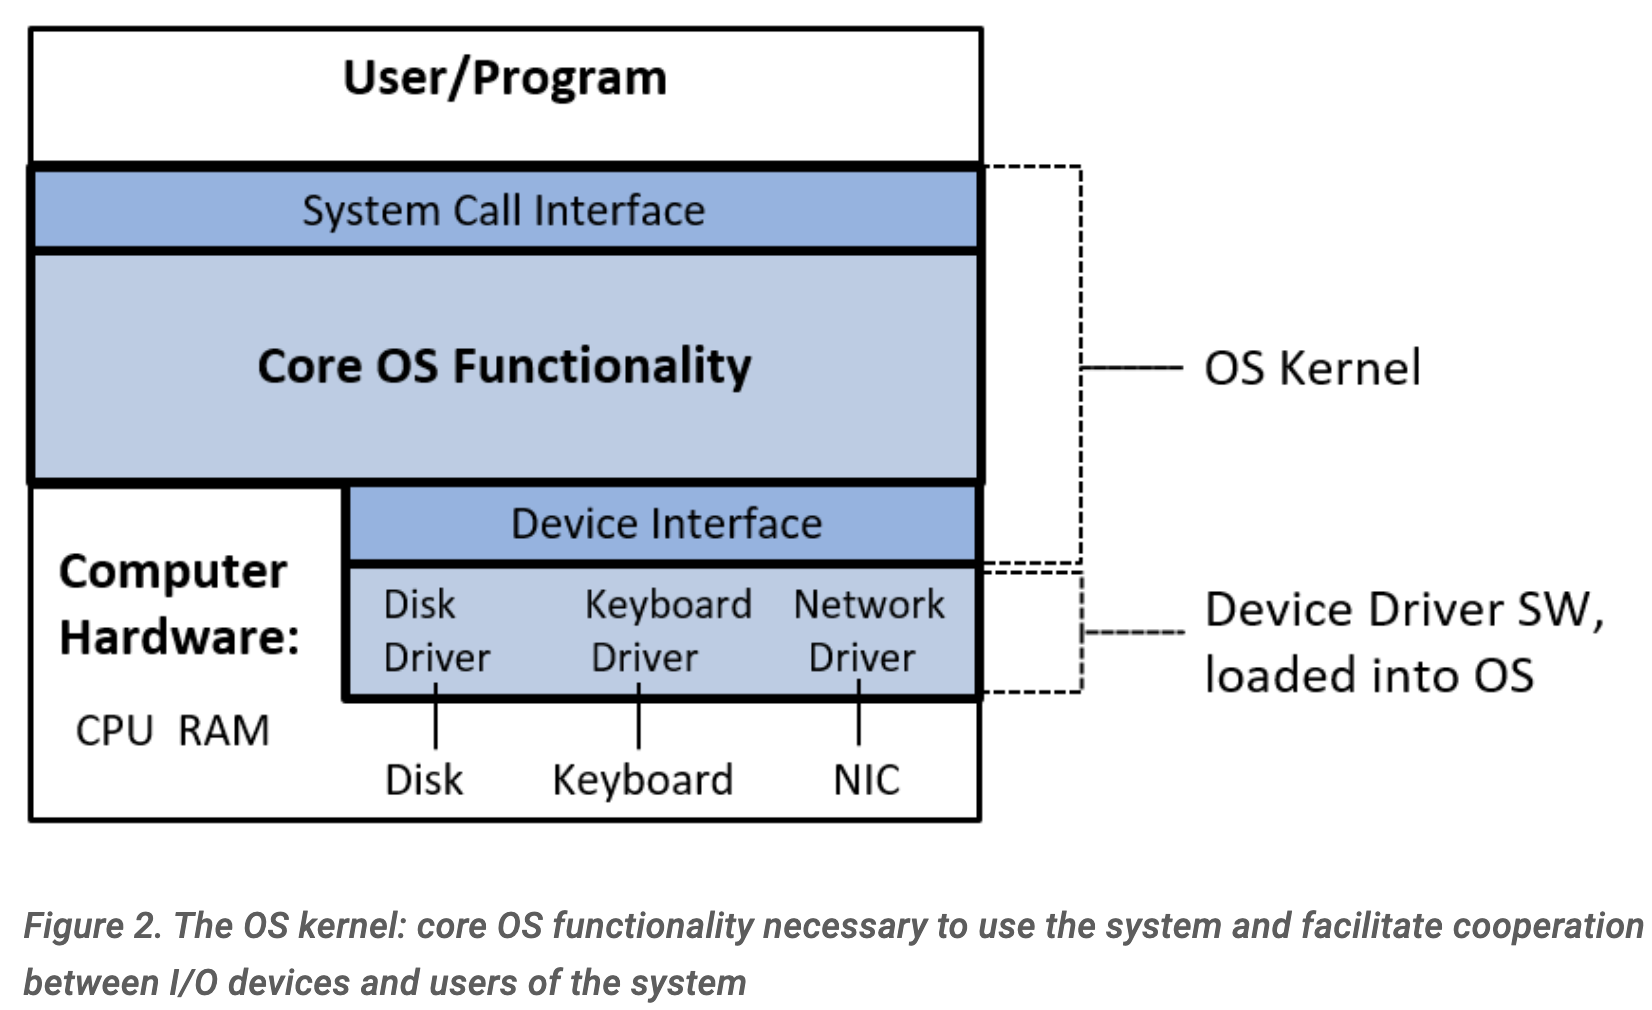 User/Program
System Call Interface
Core OS Functionality
OS Kernel
Device Interface
Computer
Hardware:
CPU RAM
Disk
Driver
Keyboard
Driver
Network
Driver
Device Driver SW,
loaded into OS
Disk
Keyboard
NIC
Figure 2. The OS kernel: core OS functionality necessary to use the system and facilitate cooperation
between I/O devices and users of the system